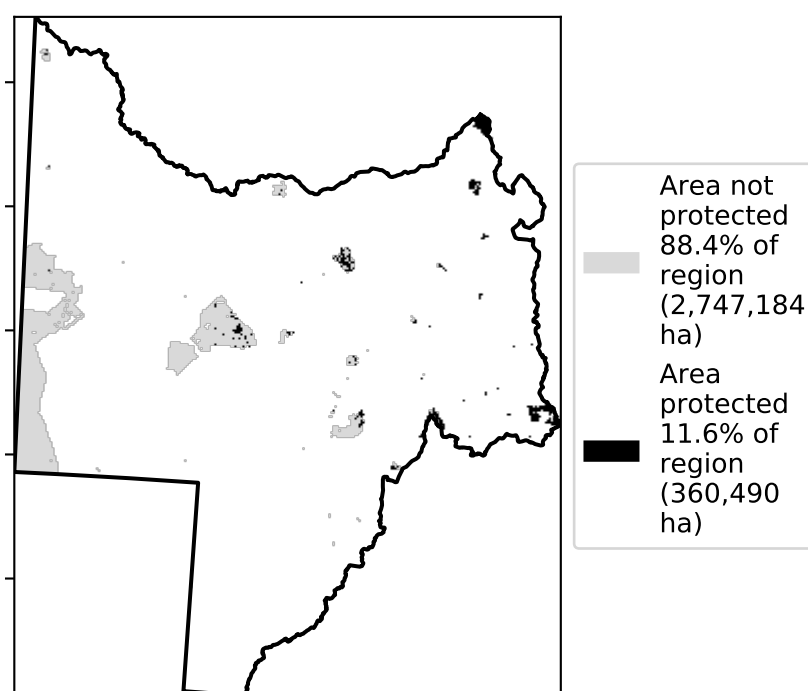 Area not
protected
88.4% of
region
(2,747,184
ha)
Area
protected
11.6% of
region
(360,490
ha)